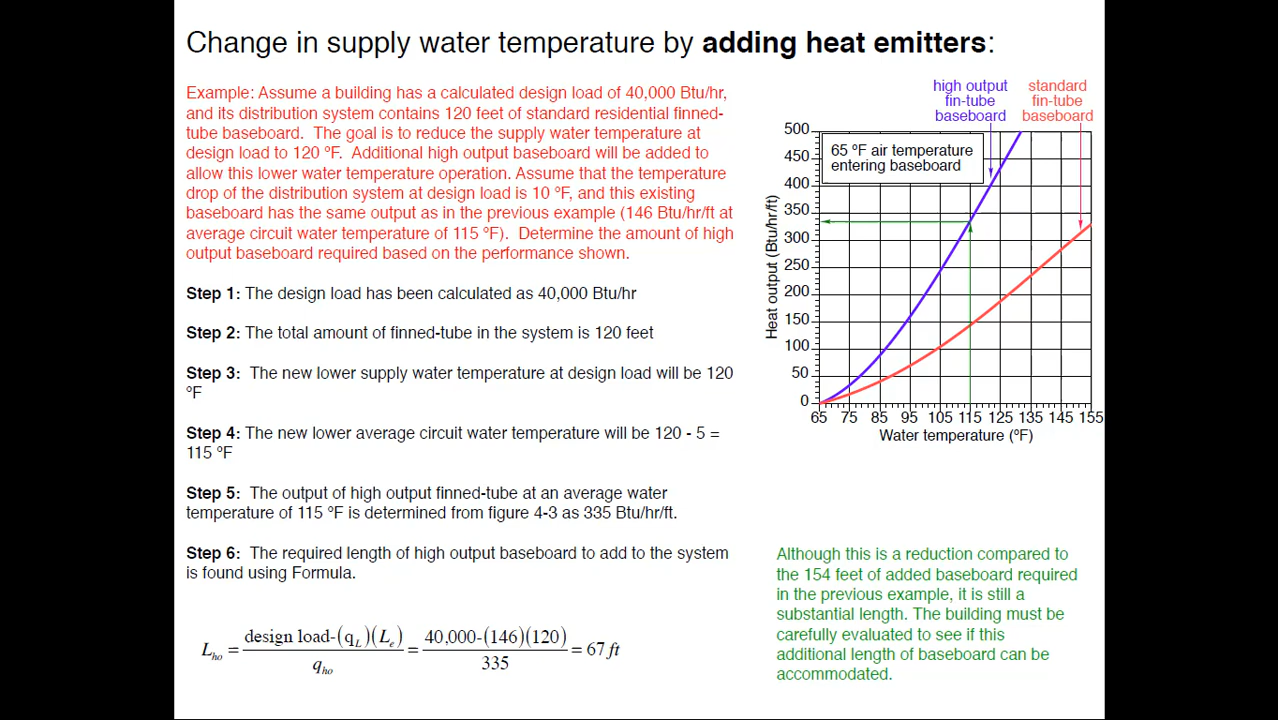 Change in supply water temperature by adding heat emitters:
Example: Assume a building has a calculated design load of 40,000 Btu/hr,
and its distribution system contains 120 feet of standard residential finned-
tube baseboard. The goal is to reduce the supply water temperature at
design load to 120 ºF. Additional high output baseboard will be added to
allow this lower water temperature operation. Assume that the temperature
drop of the distribution system at design load is 10 ºF, and this existing
baseboard has the same output as in the previous example (146 Btu/hr/ft at
average circuit water temperature of 115 ºF). Determine the amount of high
output baseboard required based on the performance shown.
Step 1: The design load has been calculated as 40,000 Btu/hr
Step 2: The total amount of finned-tube in the system is 120 feet
Step 3: The new lower supply water temperature at design load will be 120
ºF
Step 4: The new lower average circuit water temperature will be 120 - 5 =
115 ºF
Step 5: The output of high output finned-tube at an average water
temperature of 115 ºF is determined from figure 4-3 as 335 Btu/hr/ft.
Step 6: The required length of high output baseboard to add to the system
is found using Formula.
L_ho = design load-(q_L)(L_e) / q_ho = 40,000-(146)(120) / 335 = 67 ft
high output
fin-tube
baseboard
standard
fin-tube
baseboard
65 ºF air temperature
entering baseboard
Heat output (Btu/hr/ft)
500
450
400
350
300
250
200
150
100
50
0
65 75 85 95 105 115 125 135 145 155
Water temperature (ºF)
Although this is a reduction compared to
the 154 feet of added baseboard required
in the previous example, it is still a
substantial length. The building must be
carefully evaluated to see if this
additional length of baseboard can be
accommodated.